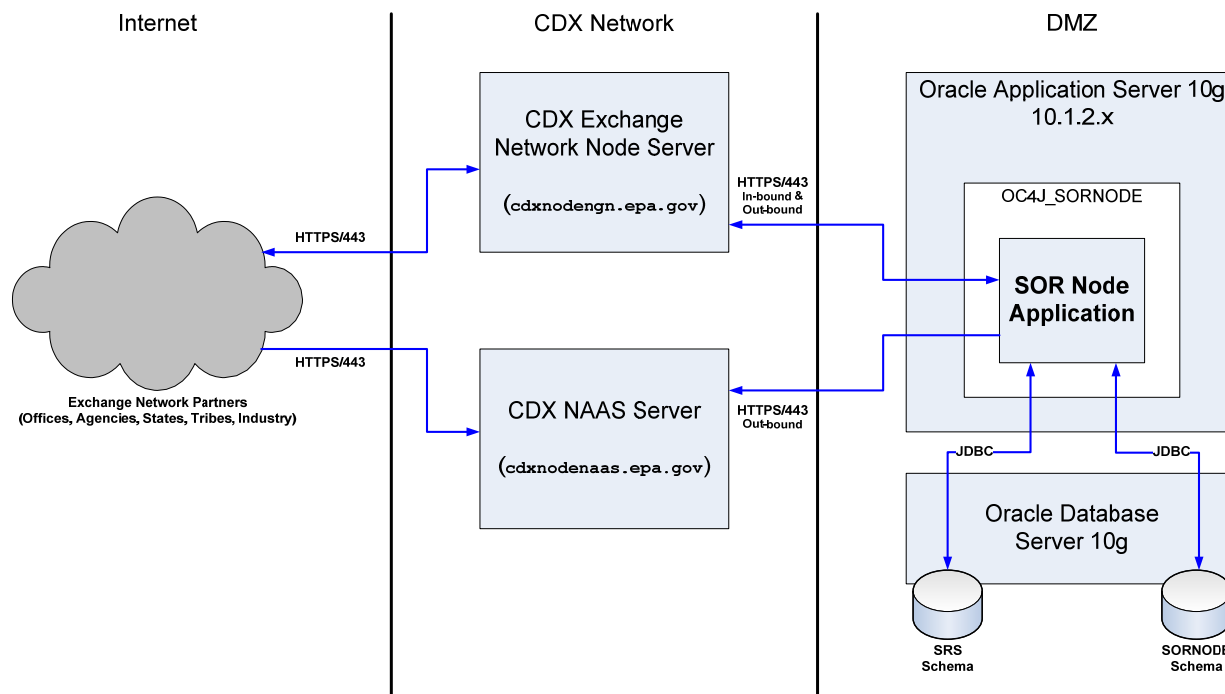 Internet
CDX Network
DMZ
Oracle Application Server 10g
10.1.2.x
CDX Exchange
Network Node Server
(cdxnodengn.epa.gov)
HTTPS/443
In-bound &
Out-bound
OC4J_SORNODE
SOR Node
Application
HTTPS/443
HTTPS/443
Exchange Network Partners
(Offices, Agencies, States, Tribes, Industry)
CDX NAAS Server
(cdxnodenaas.epa.gov)
HTTPS/443
Out-bound
JDBC
JDBC
Oracle Database
Server 10g
SRS
Schema
SORNODE
Schema